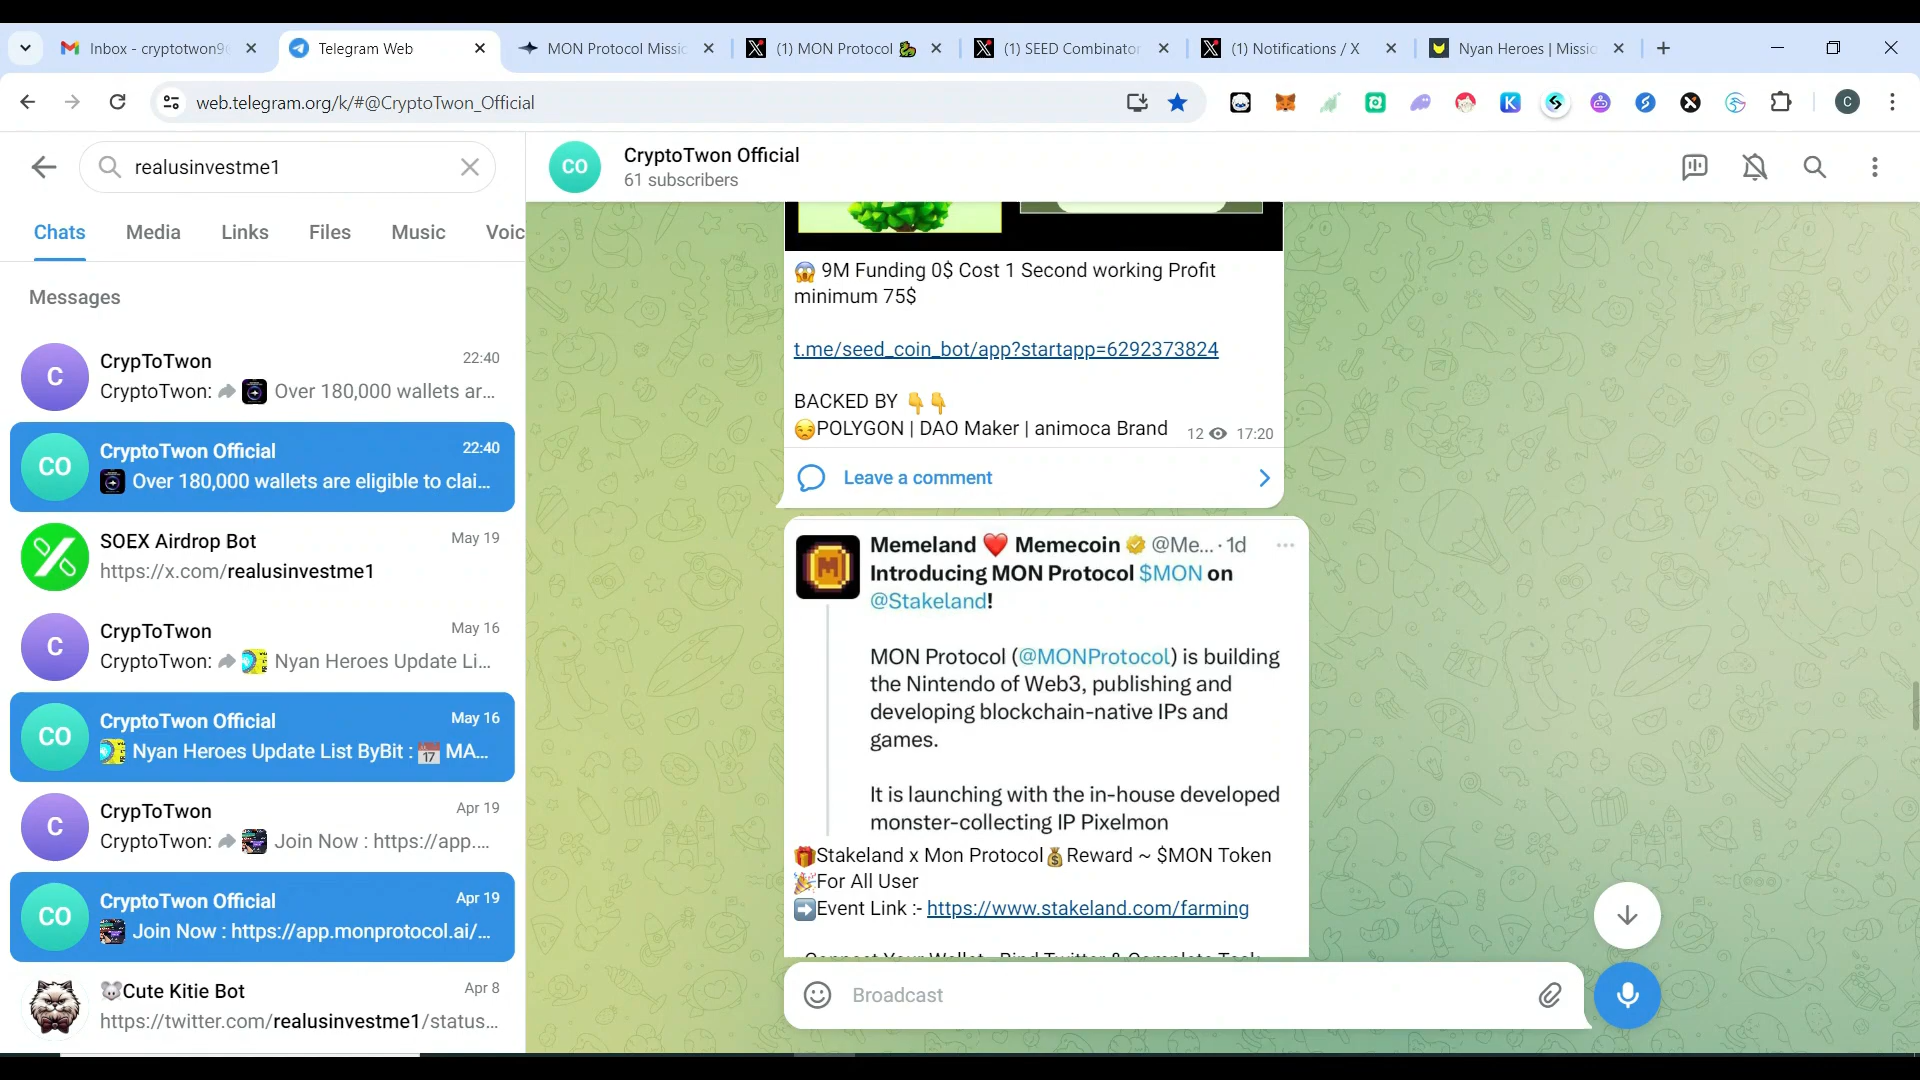 Inbox - cryptotwon9
Telegram Web
MON Protocol Missic
(1) MON Protocol
(1) SEED Combinator
(1) Notifications / X
Nyan Heroes | Missio
web.telegram.org/k/#@CryptoTwon_Official
K
C
realusinvestme1
Chats
Media
Links
Files
Music
Voic
Messages
C
CrypToTwon
22:40
CryptoTwon: Over 180,000 wallets ar...
CO
CryptoTwon Official
22:40
Over 180,000 wallets are eligible to clai...
SOEX Airdrop Bot
May 19
https://x.com/realusinvestme1
C
CrypToTwon
May 16
CryptoTwon: Nyan Heroes Update Li...
CO
CryptoTwon Official
May 16
Nyan Heroes Update List ByBit : 📅 MA...
C
CrypToTwon
Apr 19
CryptoTwon: Join Now : https://app....
CO
CryptoTwon Official
Apr 19
Join Now : https://app.monprotocol.ai/...
🐭Cute Kitie Bot
Apr 8
https://twitter.com/realusinvestme1/status...
CO
CryptoTwon Official
61 subscribers
😱 9M Funding 0$ Cost 1 Second working Profit
minimum 75$
t.me/seed_coin_bot/app?startapp=6292373824
BACKED BY 👇👇
😒POLYGON | DAO Maker | animoca Brand
12 17:20
Leave a comment
Memeland ❤️ Memecoin @Me... · 1d
Introducing MON Protocol $MON on
@Stakeland!
MON Protocol (@MONProtocol) is building
the Nintendo of Web3, publishing and
developing blockchain-native IPs and
games.
It is launching with the in-house developed
monster-collecting IP Pixelmon
🎁Stakeland x Mon Protocol💰Reward ~ $MON Token
🎉For All User
➡️Event Link :- https://www.stakeland.com/farming
Broadcast